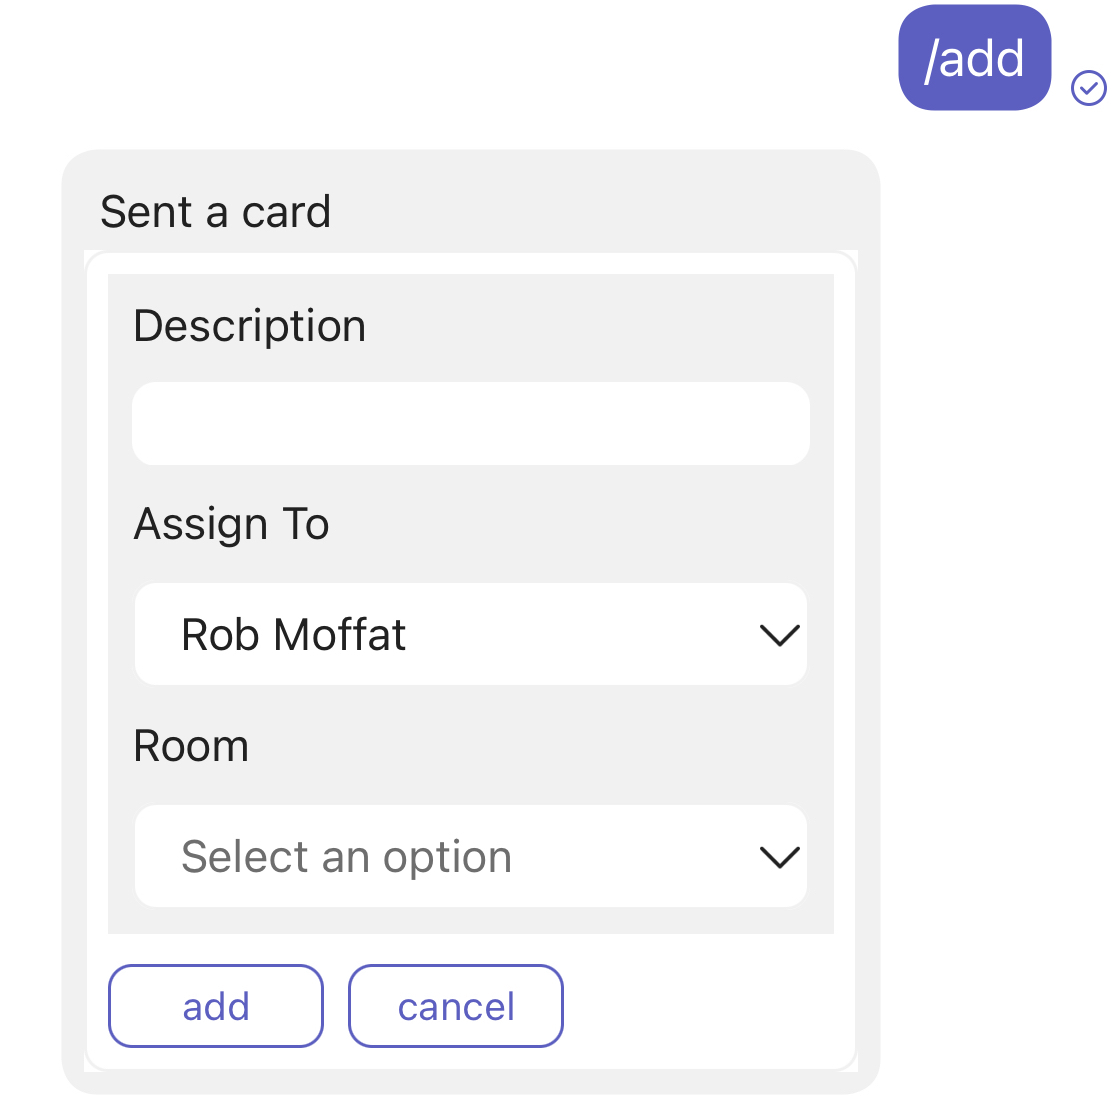 /add
Sent a card
Description
Assign To
Rob Moffat
Room
Select an option
add cancel